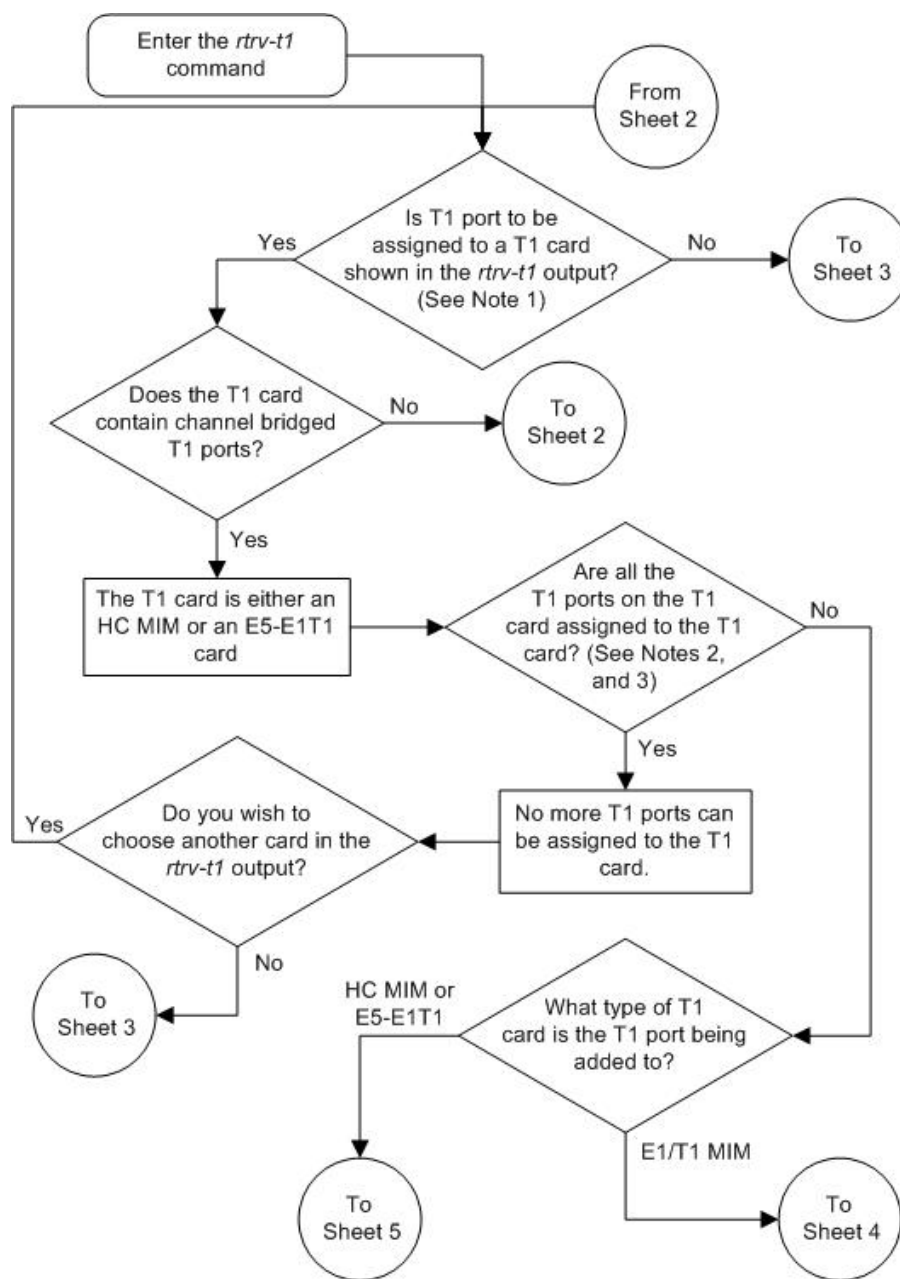 Enter the rtrv-t1
command
From
Sheet 2
Is T1 port to be
assigned to a T1 card
shown in the rtrv-t1 output?
(See Note 1)
Yes
No
To
Sheet 3
Does the T1 card
contain channel bridged
T1 ports?
No
To
Sheet 2
Yes
The T1 card is either an
HC MIM or an E5-E1T1
card
Are all the
T1 ports on the T1
card assigned to the T1
card? (See Notes 2,
and 3)
No
Yes
No more T1 ports can
be assigned to the T1
card.
Do you wish to
choose another card in the
rtrv-t1 output?
Yes
No
To
Sheet 3
What type of T1
card is the T1 port being
added to?
HC MIM or
E5-E1T1
E1/T1 MIM
To
Sheet 5
To
Sheet 4